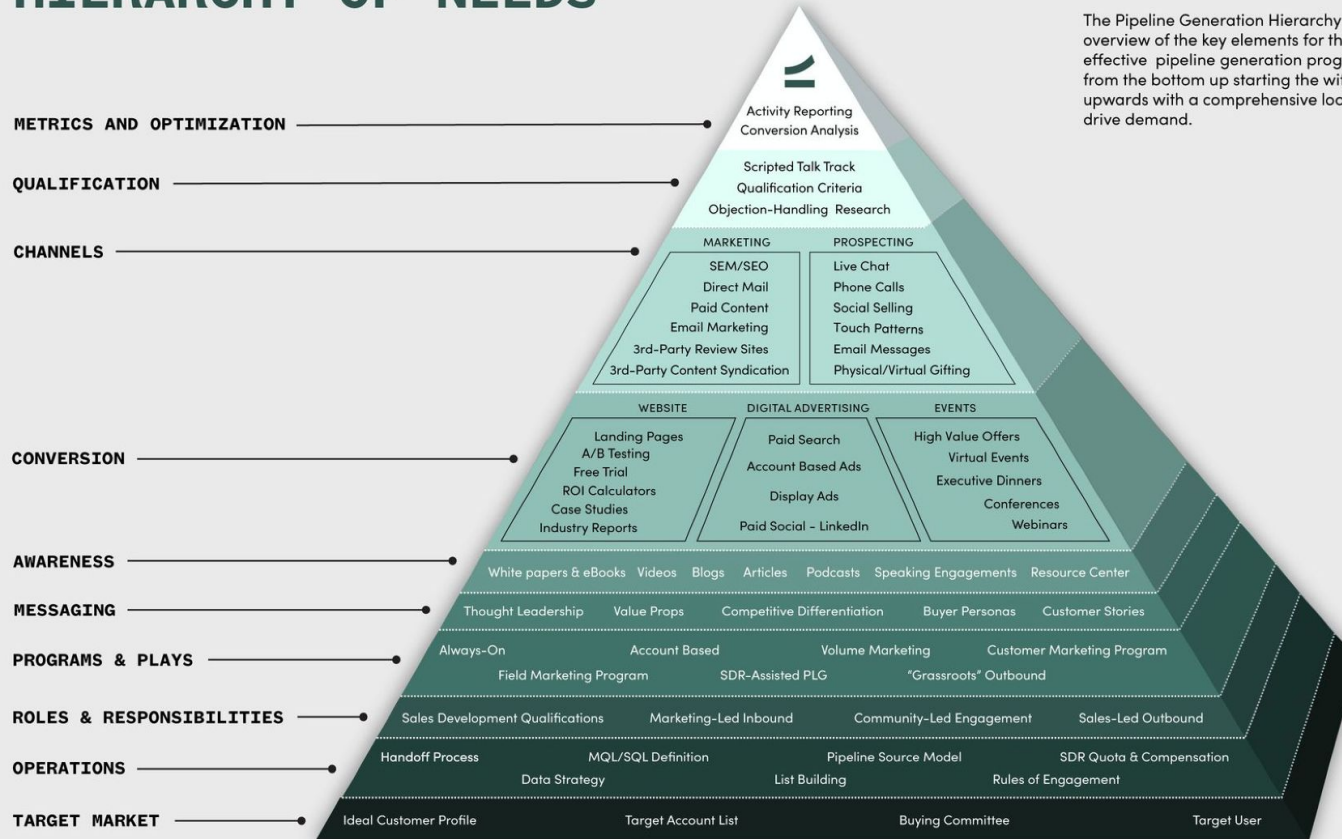 HIERARCHY OF NEEDS
The Pipeline Generation Hierarchy
overview of the key elements for
effective pipeline generation
from the bottom up starting the
upwards with a comprehensive
drive demand.
METRICS AND OPTIMIZATION
Activity Reporting
Conversion Analysis
QUALIFICATION
Scripted Talk Track
Qualification Criteria
Objection-Handling Research
CHANNELS
MARKETING
SEM/SEO
Direct Mail
Paid Content
Email Marketing
3rd-Party Review Sites
3rd-Party Content Syndication
PROSPECTING
Live Chat
Phone Calls
Social Selling
Touch Patterns
Email Messages
Physical/Virtual Gifting
CONVERSION
WEBSITE
Landing Pages
A/B Testing
Free Trial
ROI Calculators
Case Studies
Industry Reports
DIGITAL ADVERTISING
Paid Search
Account Based Ads
Display Ads
Paid Social - LinkedIn
EVENTS
High Value Offers
Virtual Events
Executive Dinners
Conferences
Webinars
AWARENESS
White papers & eBooks Videos Blogs Articles Podcasts Speaking Engagements Resource Center
MESSAGING
Thought Leadership Value Props Competitive Differentiation Buyer Personas Customer Stories
PROGRAMS & PLAYS
Always-On Account Based Volume Marketing Customer Marketing Program
Field Marketing Program SDR-Assisted PLG "Grassroots" Outbound
ROLES & RESPONSIBILITIES
Sales Development Qualifications Marketing-Led Inbound Community-Led Engagement Sales-Led Outbound
OPERATIONS
Handoff Process MQL/SQL Definition Pipeline Source Model SDR Quota & Compensation
Data Strategy List Building Rules of Engagement
TARGET MARKET
Ideal Customer Profile Target Account List Buying Committee Target User